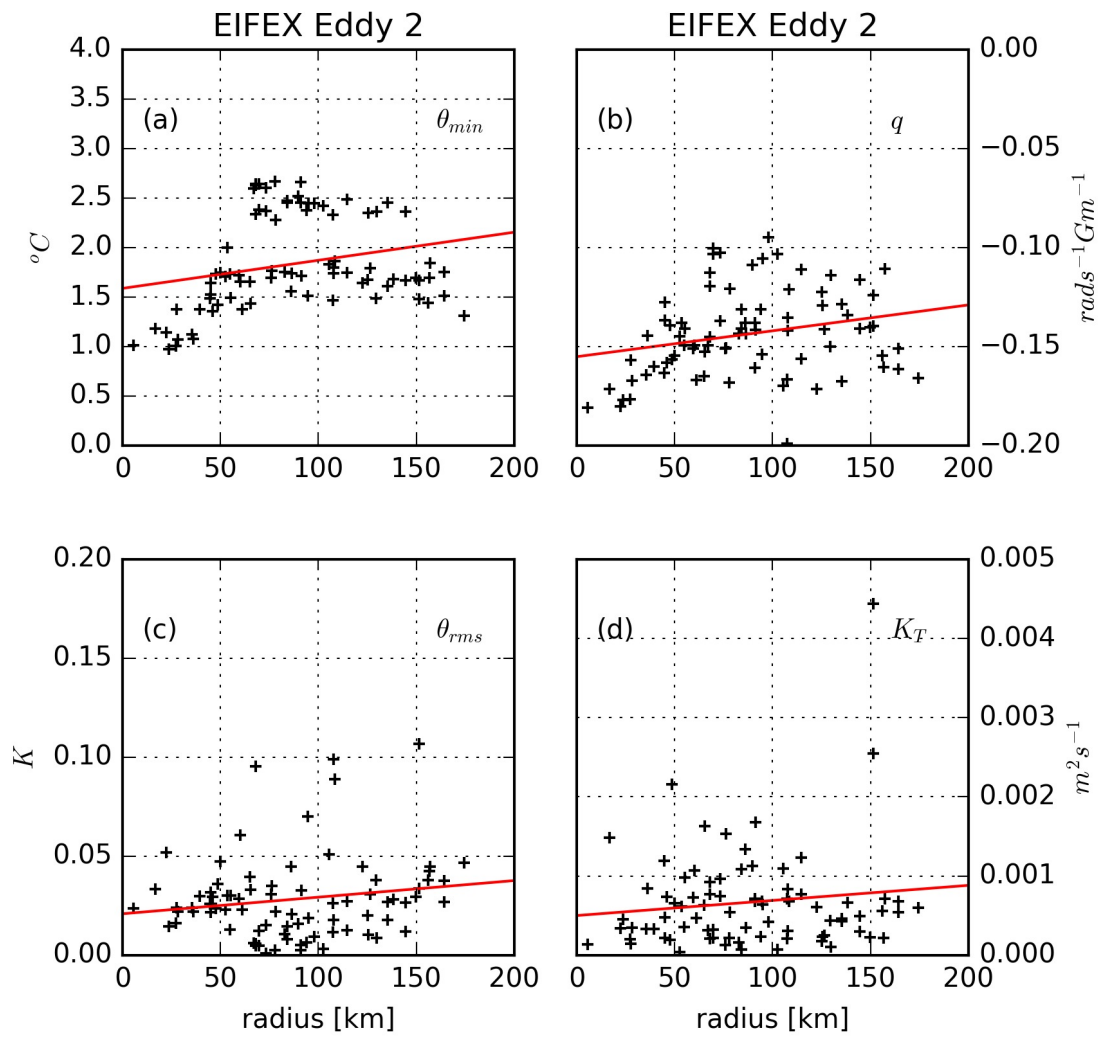 EIFEX Eddy 2
EIFEX Eddy 2
4.0
3.5
3.0
2.5
2.0
1.5
1.0
0.5
0.0
(a)
θ_min
°C
0 50 100 150 200
0.00
−0.05
−0.10
−0.15
−0.20
(b)
q
rads⁻¹Gm⁻¹
0 50 100 150 200
0.20
0.15
0.10
0.05
0.00
(c)
θ_rms
K
0 50 100 150 200
radius [km]
0.005
0.004
0.003
0.002
0.001
0.000
(d)
K_T
m²s⁻¹
0 50 100 150 200
radius [km]